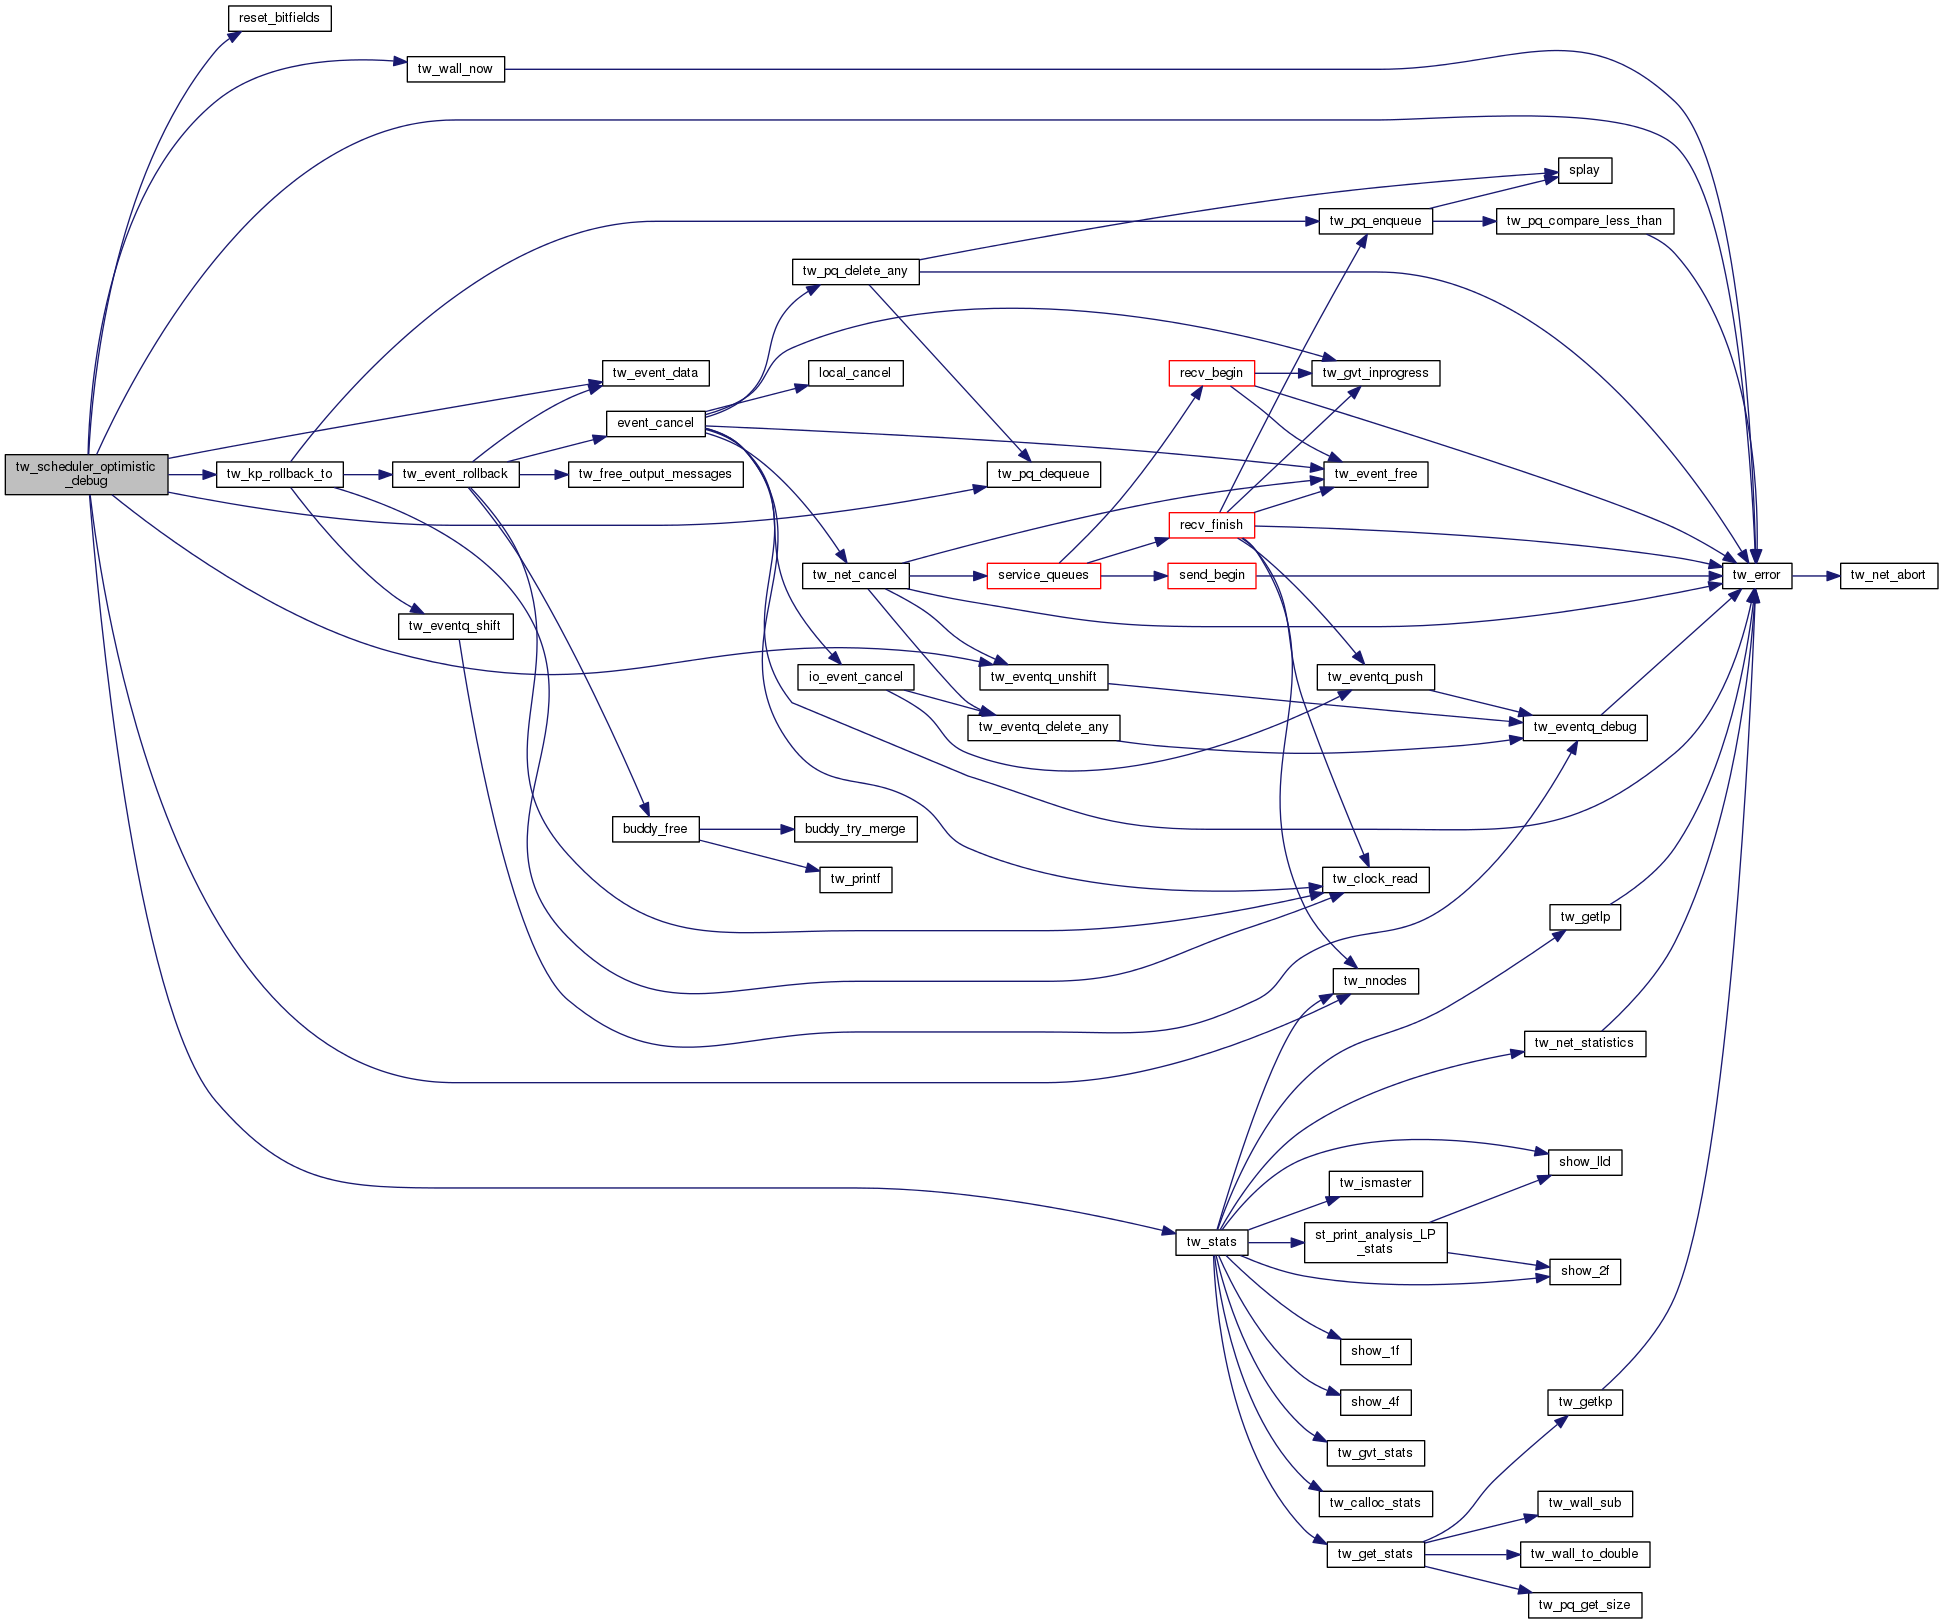 reset_bitfields
tw_wall_now
splay
tw_pq_enqueue
tw_pq_compare_less_than
tw_pq_delete_any
tw_event_data
local_cancel
recv_begin
tw_gvt_inprogress
event_cancel
tw_scheduler_optimistic
_debug
tw_kp_rollback_to
tw_event_rollback
tw_free_output_messages
tw_pq_dequeue
tw_event_free
recv_finish
tw_net_cancel
service_queues
send_begin
tw_error
tw_net_abort
tw_eventq_shift
io_event_cancel
tw_eventq_unshift
tw_eventq_push
tw_eventq_delete_any
tw_eventq_debug
buddy_free
buddy_try_merge
tw_printf
tw_clock_read
tw_getlp
tw_nnodes
tw_net_statistics
show_lld
tw_ismaster
tw_stats
st_print_analysis_LP
_stats
show_2f
show_1f
show_4f
tw_getkp
tw_gvt_stats
tw_calloc_stats
tw_wall_sub
tw_get_stats
tw_wall_to_double
tw_pq_get_size